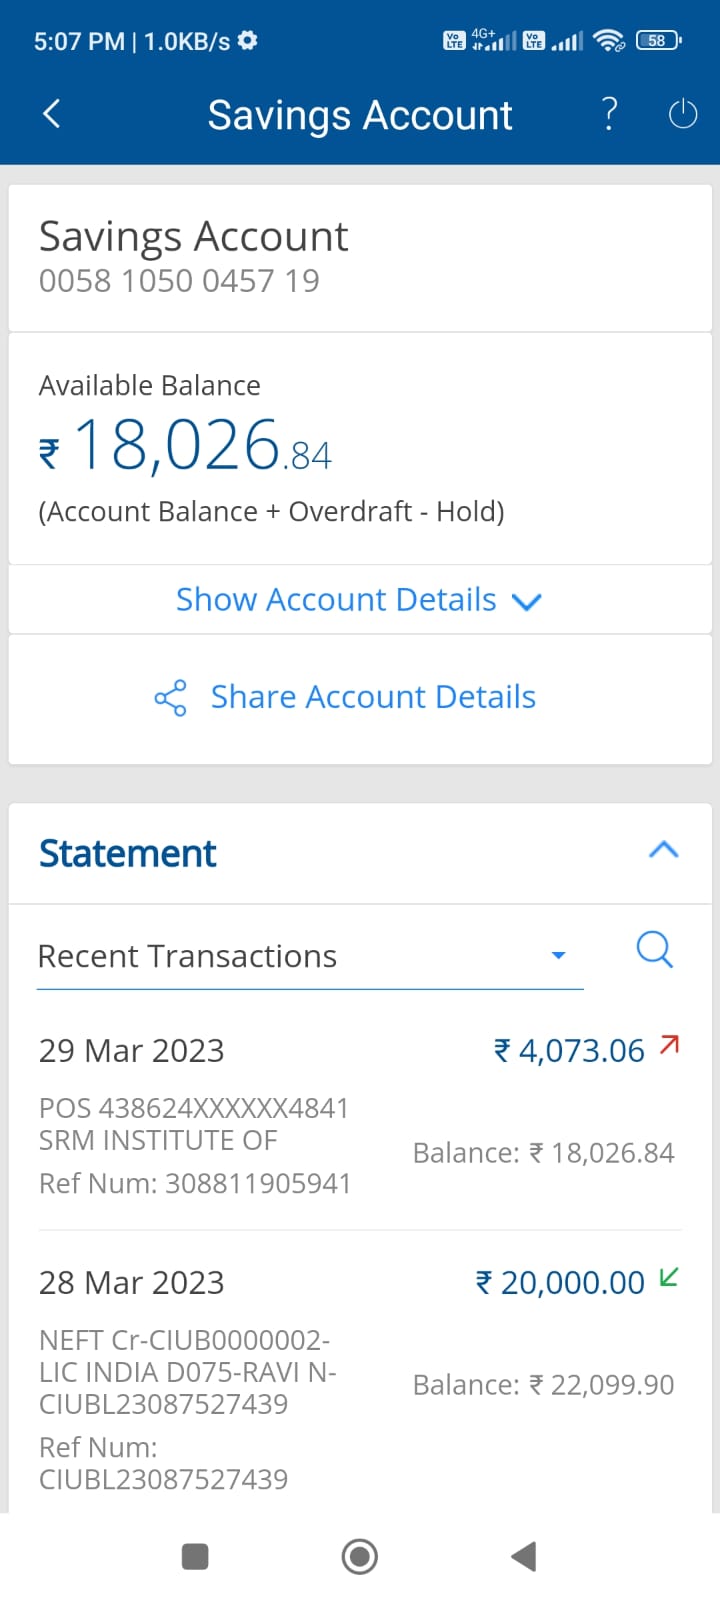 5:07 PM | 1.0KB/s
Vo LTE 4G+ Vo LTE 58
Savings Account ?
Savings Account
0058 1050 0457 19
Available Balance
₹ 18,026.84
(Account Balance + Overdraft - Hold)
Show Account Details
Share Account Details
Statement
Recent Transactions
29 Mar 2023 ₹ 4,073.06
POS 438624XXXXXX4841
SRM INSTITUTE OF
Balance: ₹ 18,026.84
Ref Num: 308811905941
28 Mar 2023 ₹ 20,000.00
NEFT Cr-CIUB0000002-
LIC INDIA D075-RAVI N-
Balance: ₹ 22,099.90
CIUBL23087527439
Ref Num:
CIUBL23087527439